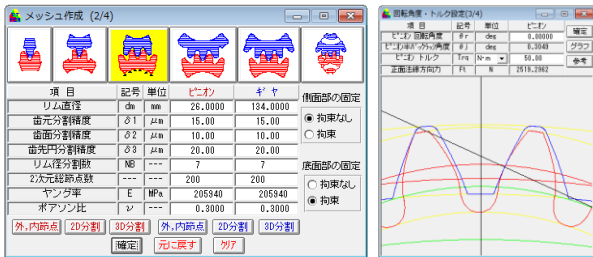 メッシュ作成 (2/4)
項 目 記号 単位 ピニオン ギ ヤ
リム直径 dm mm 26.0000 134.0000
歯元分割精度 δ1 μm 15.00 15.00
歯面分割精度 δ2 μm 10.00 10.00
歯先円分割精度 δ3 μm 20.00 20.00
リム径分割数 NB --- 7 7
2次元総節点数 --- --- 200 200
ヤング率 E MPa 205940 205940
ポアソン比 ν --- 0.3000 0.3000
側面部の固定
拘束なし
拘束
底面部の固定
拘束なし
拘束
外,内節点 2D分割 3D分割 外,内節点 2D分割 3D分割
確定 元に戻す クリア
回転角度・トルク設定(3/4)
項 目 記号 単位 ピニオン
ピニオン 回転角度 θr deg 0.00000
ピニオン半バックラッシ角度 θj deg 0.3049
ピニオン トルク Trq N·m 50.00
正面法線方向力 Ft N 2519.2962
確定
グラフ
参考